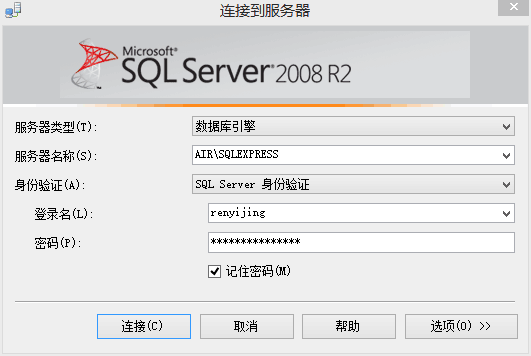 连接到服务器
Microsoft®
SQL Server® 2008 R2
服务器类型(T): 数据库引擎
服务器名称(S): AIR\SQLEXPRESS
身份验证(A): SQL Server 身份验证
登录名(L): renyijing
密码(P): ***************
记住密码(M)
连接(C) 取消 帮助 选项(O) >>